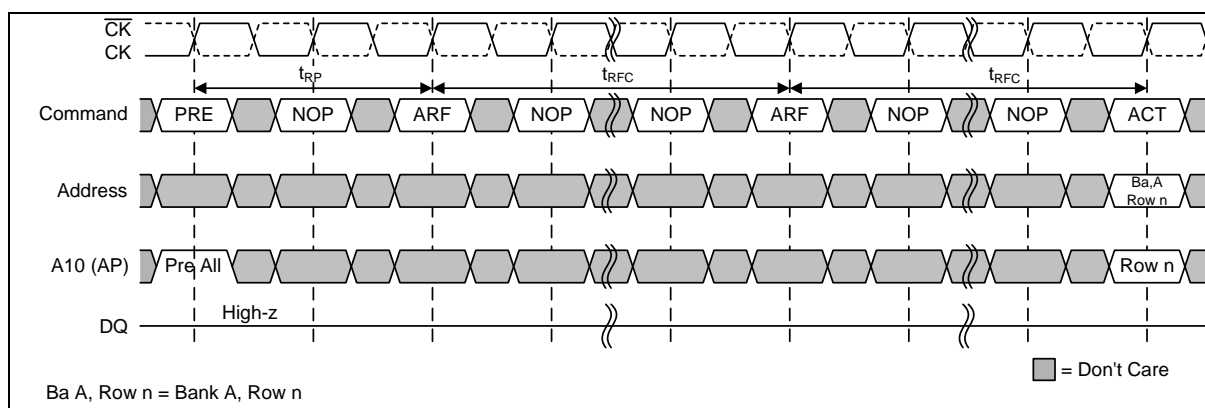 CK
CK
tRP tRFC tRFC
Command PRE NOP ARF NOP NOP ARF NOP NOP ACT
Address Ba,A
Row n
A10 (AP) Pre All Row n
High-z
DQ
= Don't Care
Ba A, Row n = Bank A, Row n